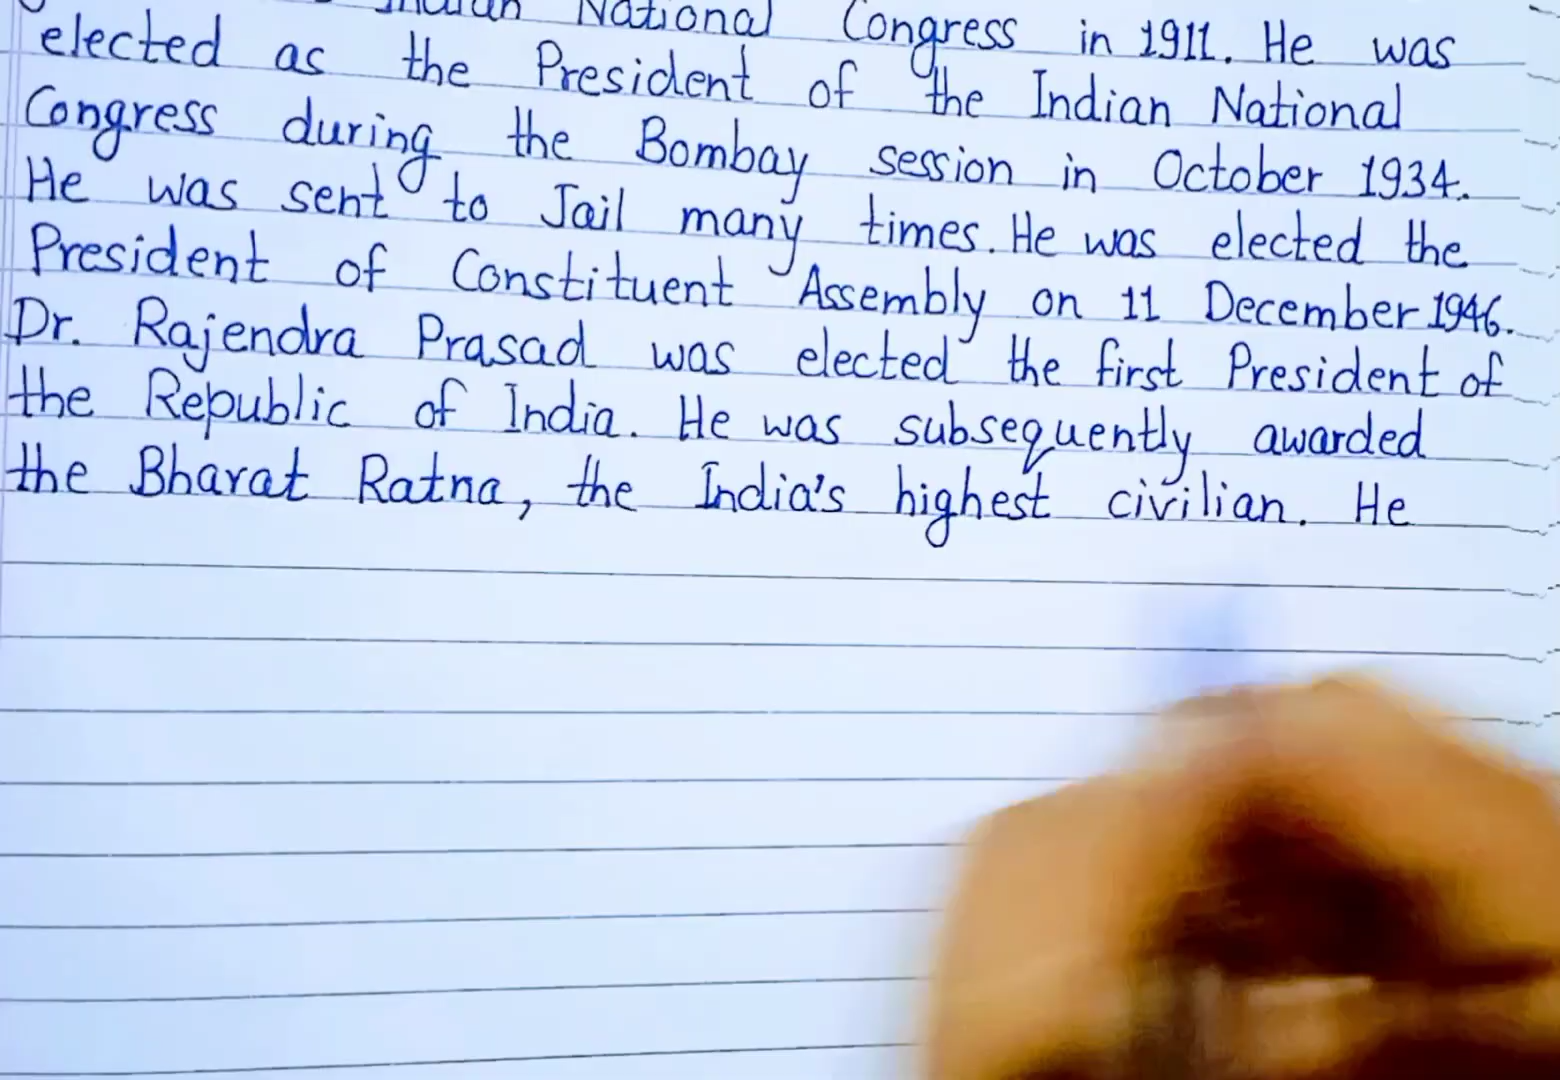 Indian National Congress in 1911. He was
elected as the President of the Indian National
Congress during the Bombay session in October 1934.
He was sent to Jail many times. He was elected the
President of Constituent Assembly on 11 December 1946.
Dr. Rajendra Prasad was elected the first President of
the Republic of India. He was subsequently awarded
the Bharat Ratna, the India's highest civilian. He